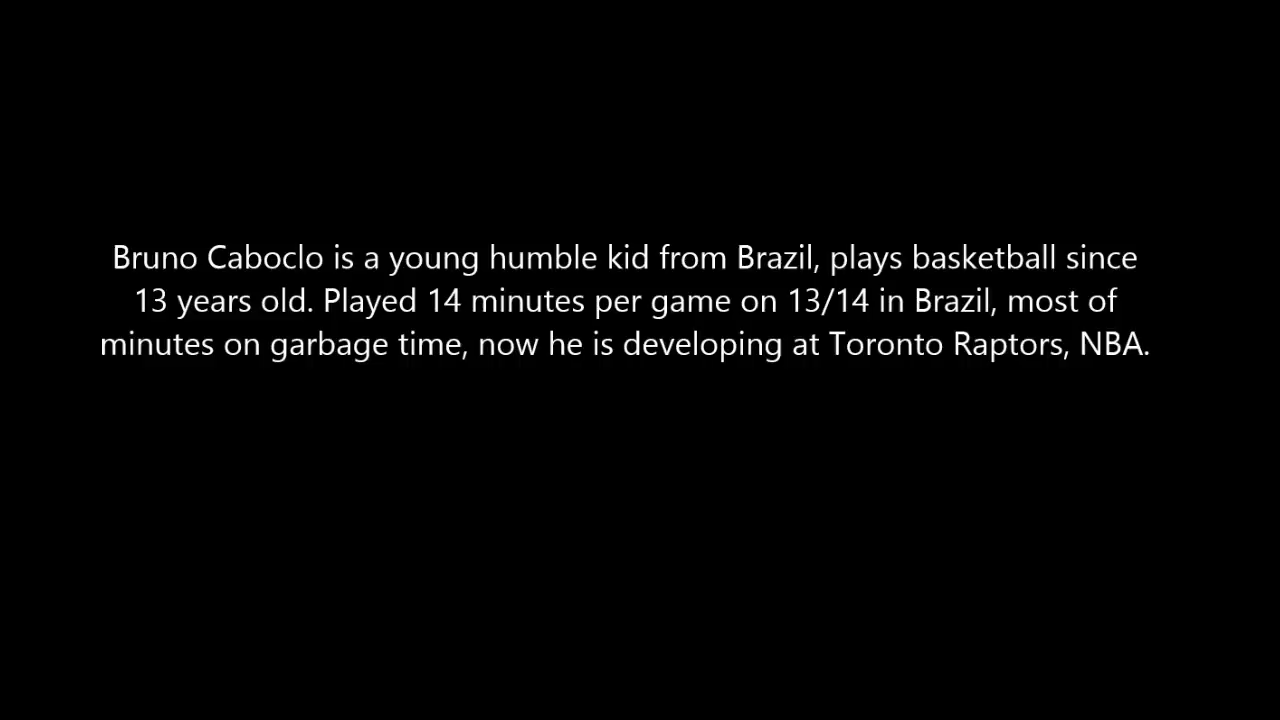 Bruno Caboclo is a young humble kid from Brazil, plays basketball since
13 years old. Played 14 minutes per game on 13/14 in Brazil, most of
minutes on garbage time, now he is developing at Toronto Raptors, NBA.